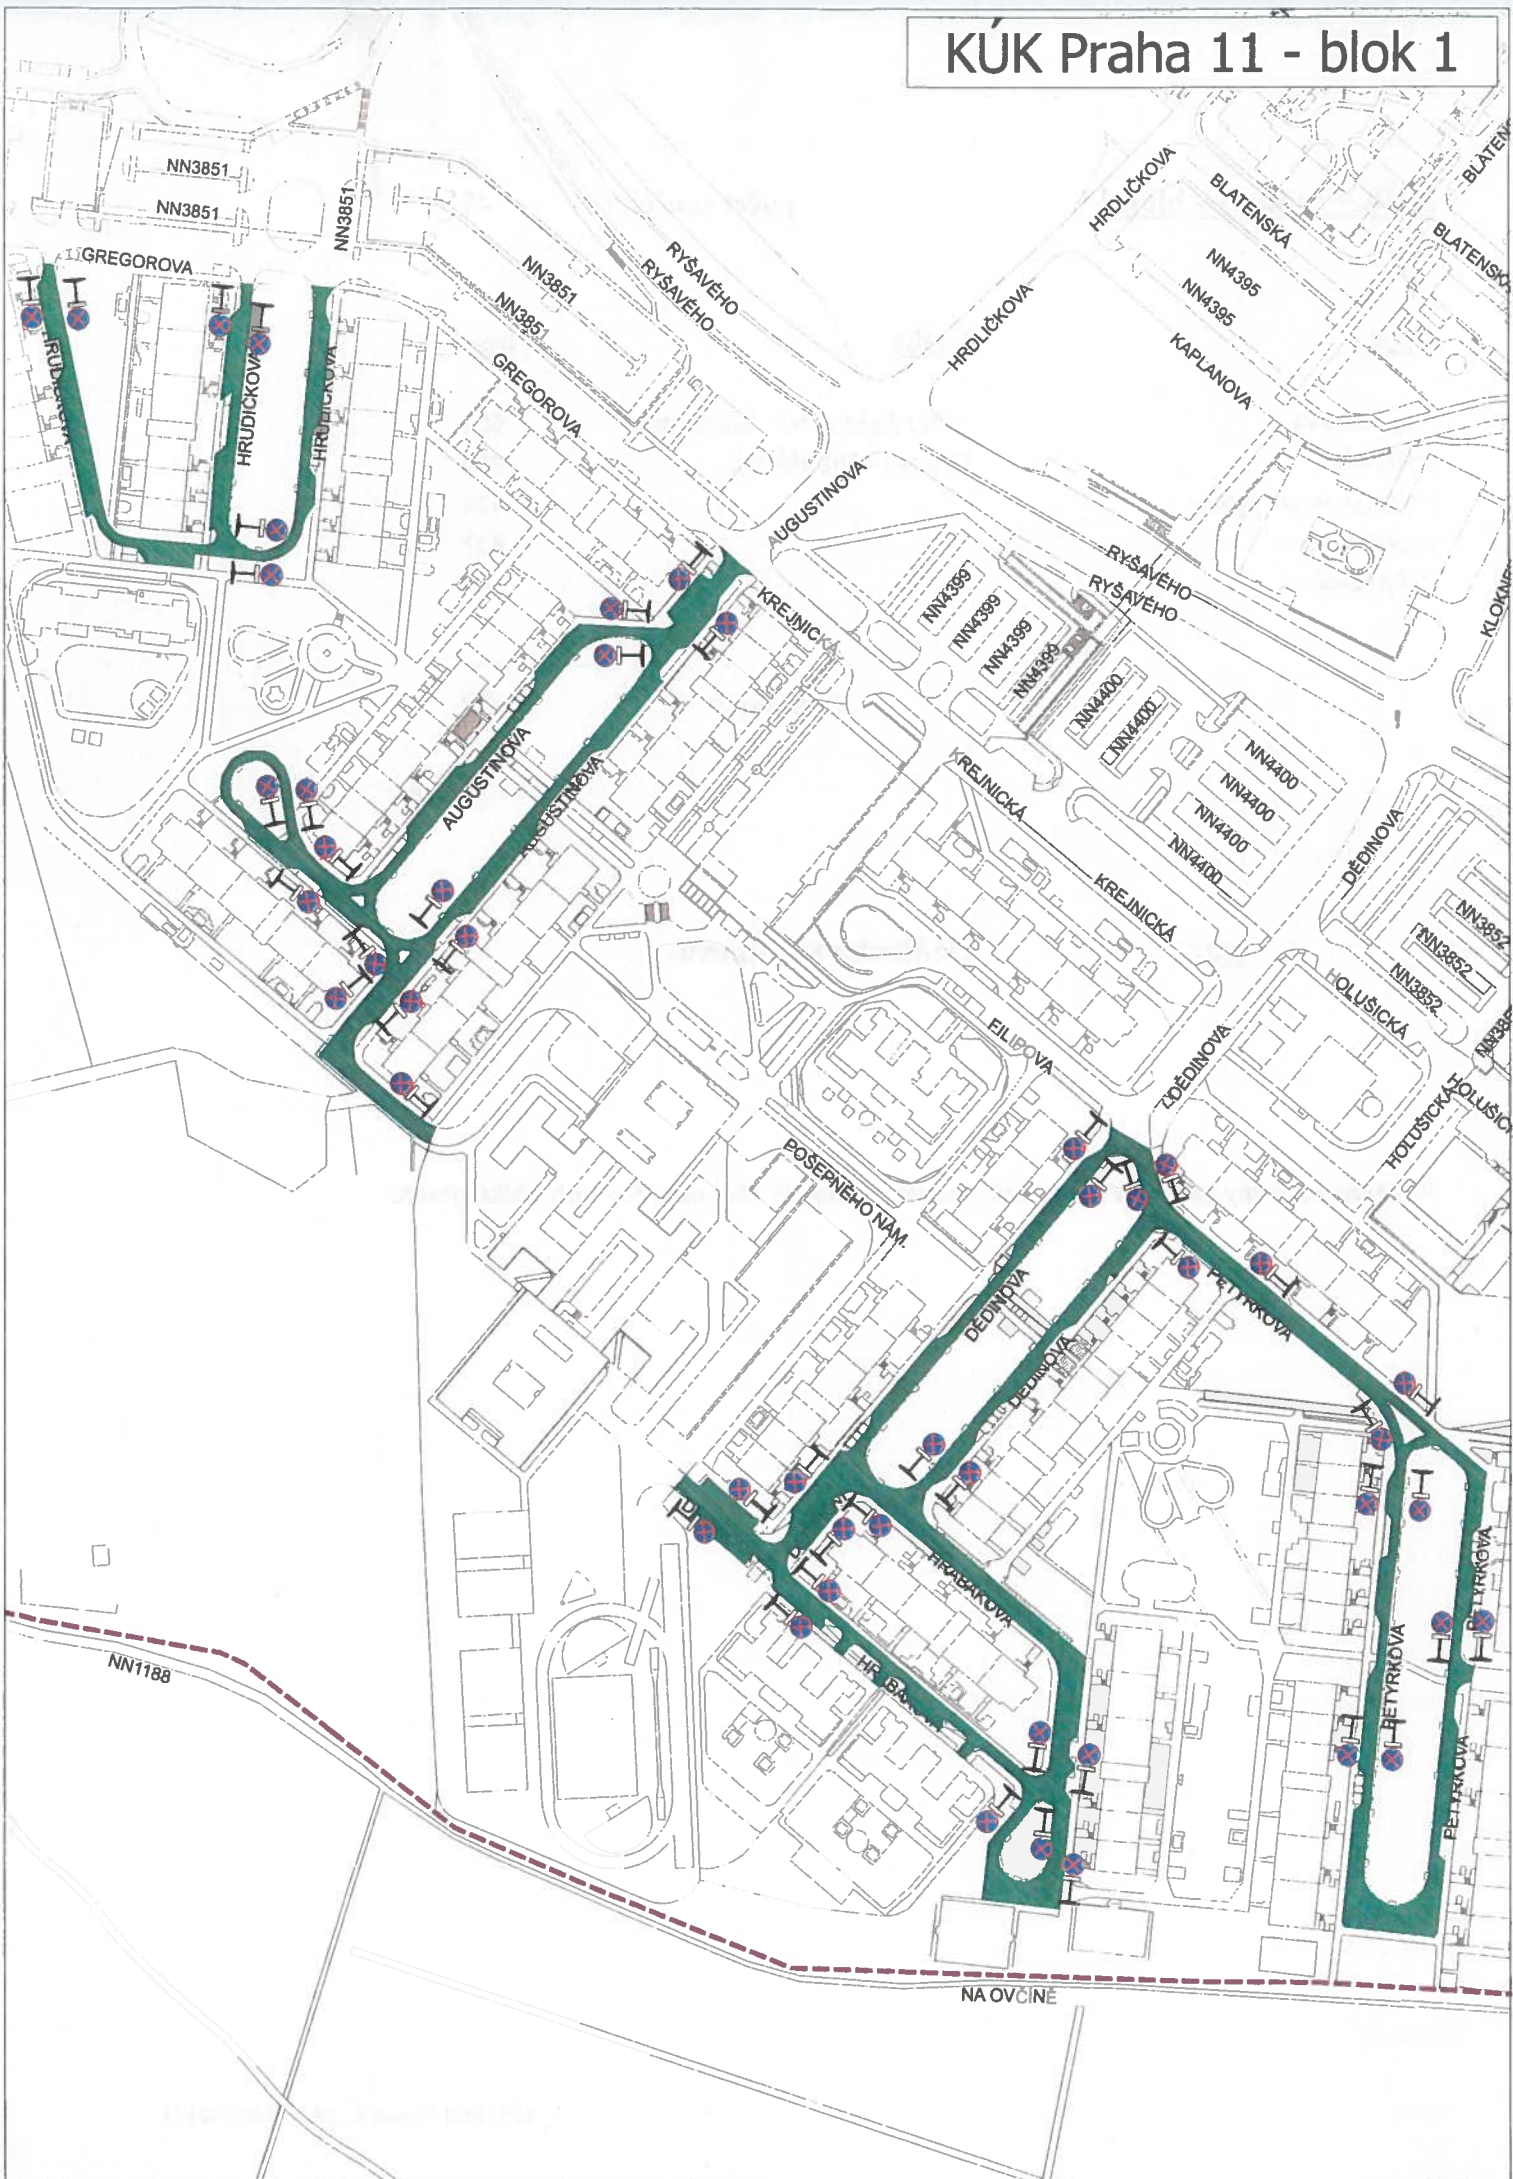 KÚK Praha 11 - blok 1
NN3851
NN3851
NN3851
GREGOROVA
HRUDIČKOVA
HRUDIČKOVA
NN3851
NN3851
GREGOROVA
RYŠAVÉHO
RYŠAVÉHO
HRDLIČKOVA
HRDLIČKOVA
BLATENSKÁ
NN4395
NN4395
KAPLANOVA
AUGUSTINOVA
RYŠAVÉHO
RYŠAVÉHO
KREJNICKÁ
NN4399
NN4399
NN4399
NN4399
NN4400
NN4400
NN4400
NN4400
NN4400
NN4400
AUGUSTINOVA
AUGUSTINOVA
KREJNICKÁ
KREJNICKÁ
DĚDINOVA
NN3852
NN3852
NN3852
HOLUŠICKÁ
HOLUŠICKÁ
FILIPOVA
DĚDINOVA
POŠEPNÉHO NÁM.
DĚDINOVA
DĚDINOVA
PETÝRKOVA
HRABÁKOVA
HRABÁKOVA
PETÝRKOVA
PETÝRKOVA
PETÝRKOVA
NN1188
NA OVČÍNĚ